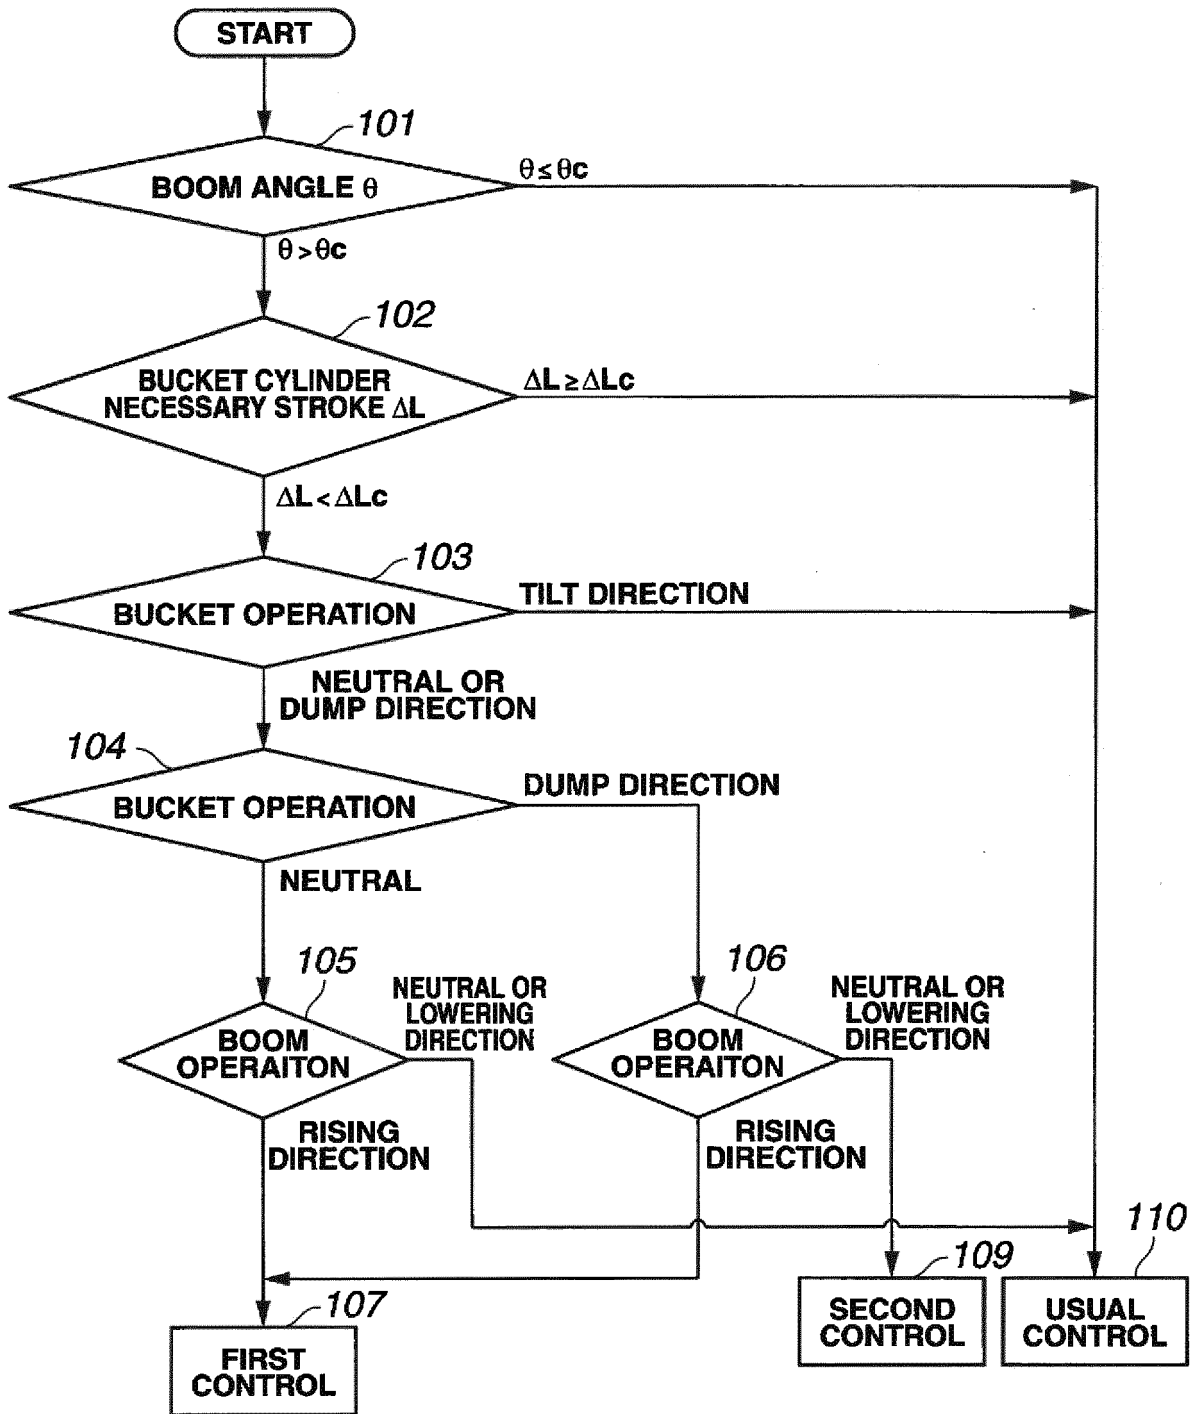 START
101
BOOM ANGLE θ
θ≤θc
θ>θc
102
BUCKET CYLINDER
NECESSARY STROKE ΔL
ΔL≥ΔLc
ΔL<ΔLc
103
BUCKET OPERATION
TILT DIRECTION
NEUTRAL OR
DUMP DIRECTION
104
BUCKET OPERATION
DUMP DIRECTION
NEUTRAL
105
BOOM
OPERAITON
NEUTRAL OR
LOWERING
DIRECTION
106
BOOM
OPERAITON
NEUTRAL OR
LOWERING
DIRECTION
RISING
DIRECTION
RISING
DIRECTION
107
FIRST
CONTROL
109
SECOND
CONTROL
110
USUAL
CONTROL